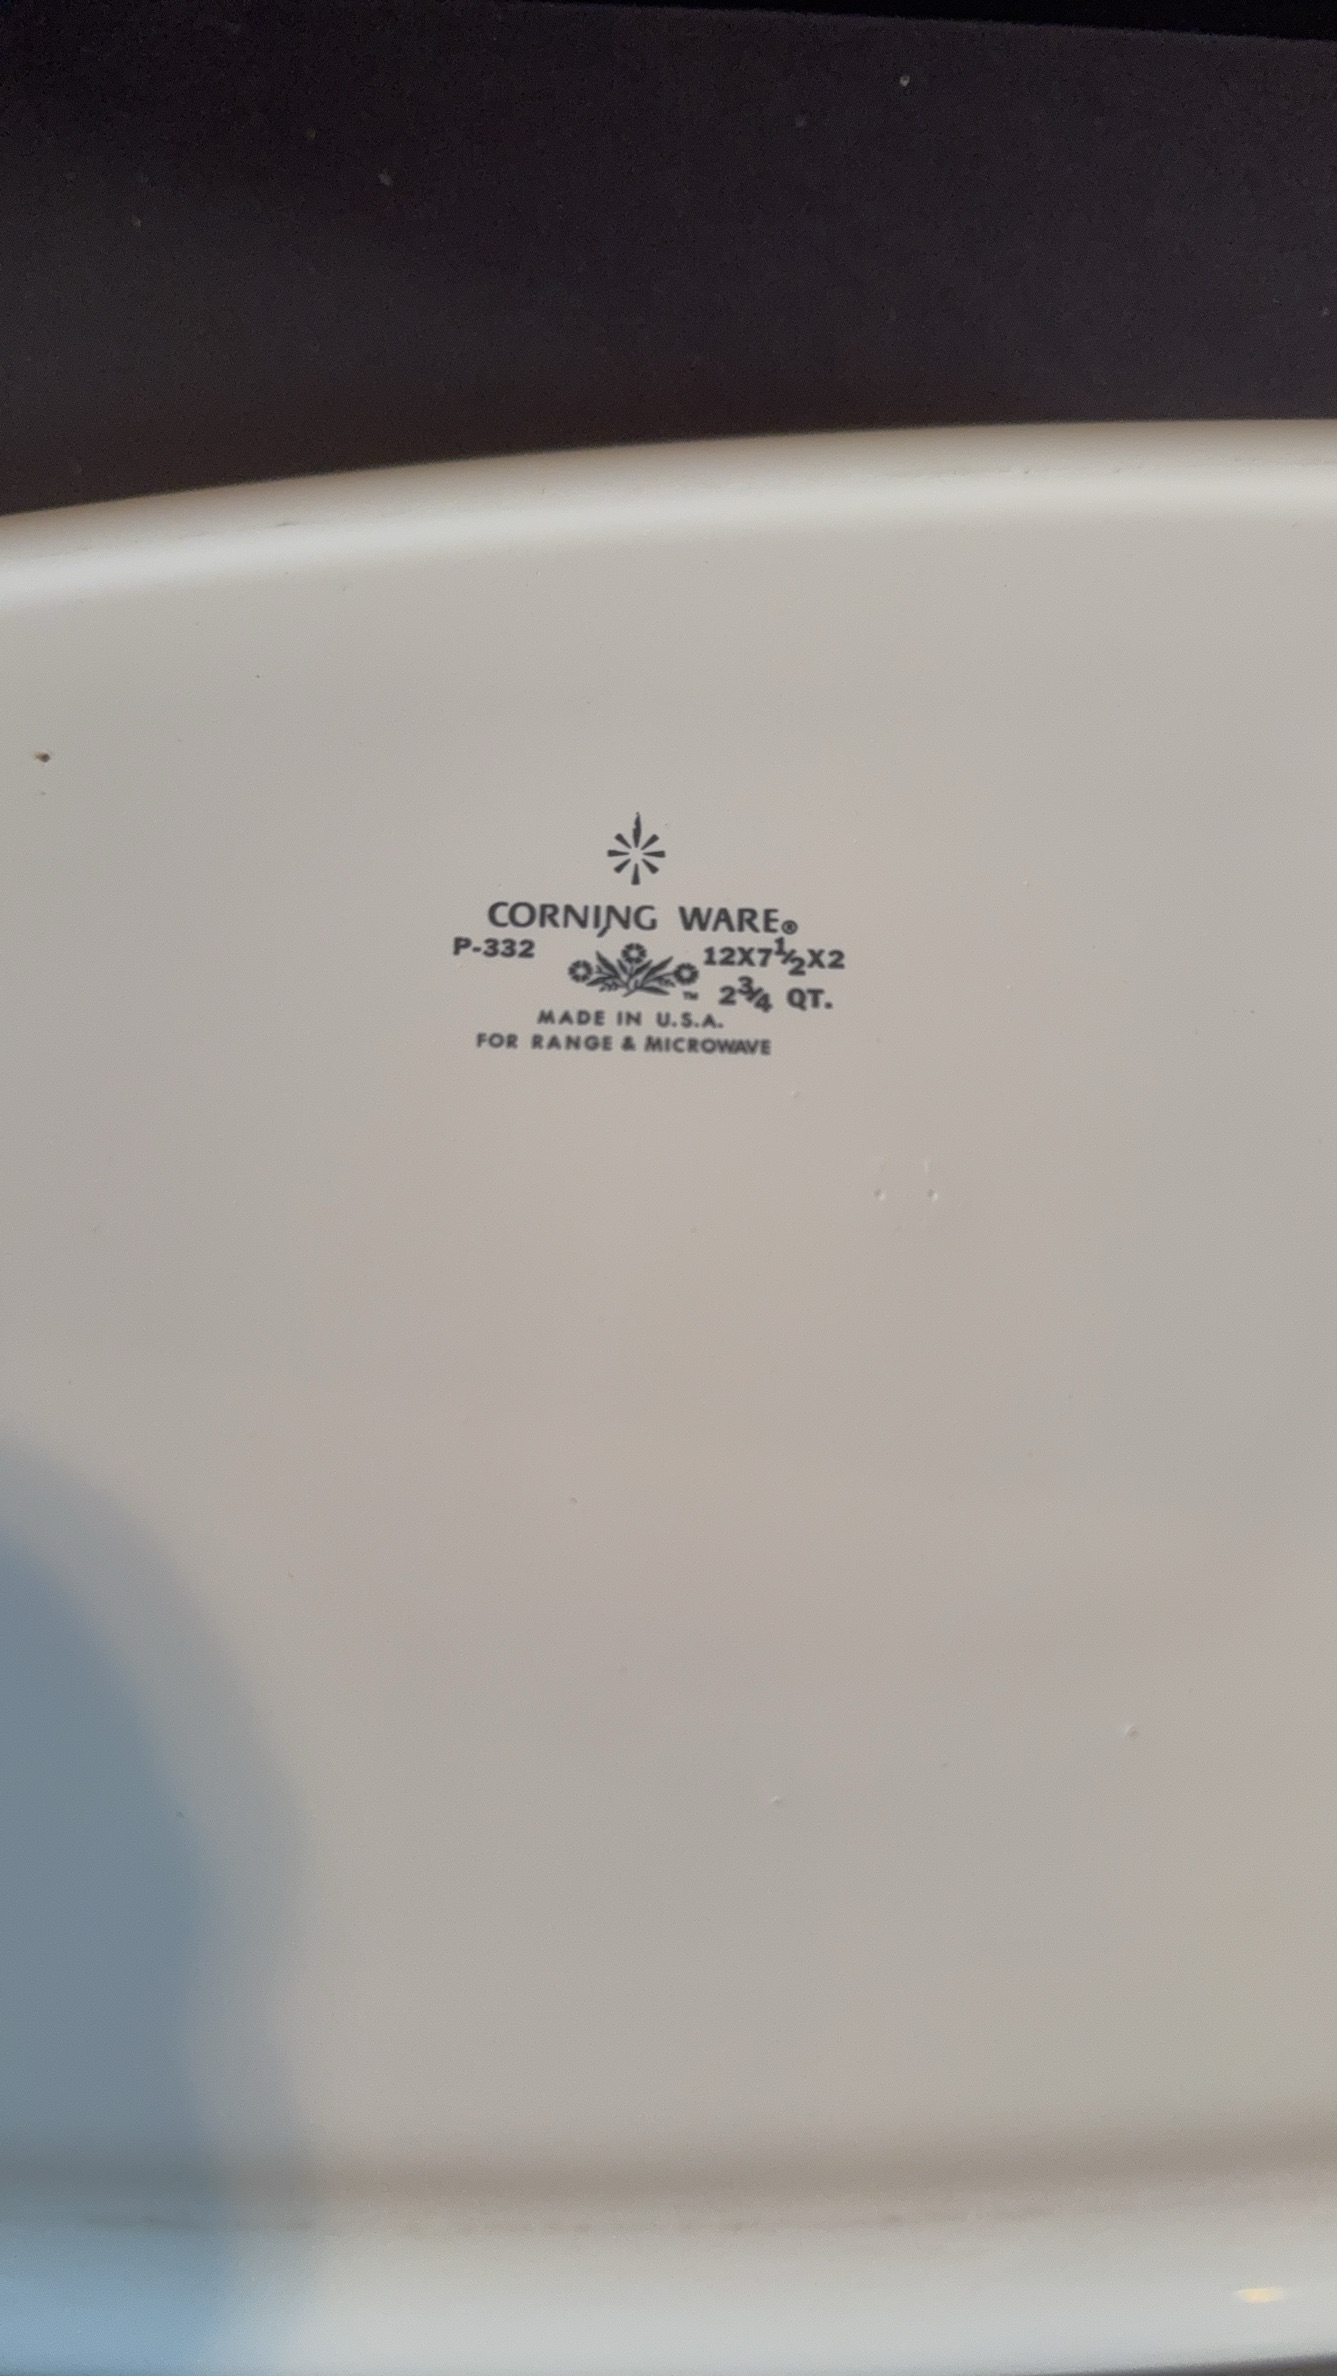 CORNING WARE®
P-332 12X7½X2
™ 2¾ QT.
MADE IN U.S.A.
FOR RANGE & MICROWAVE